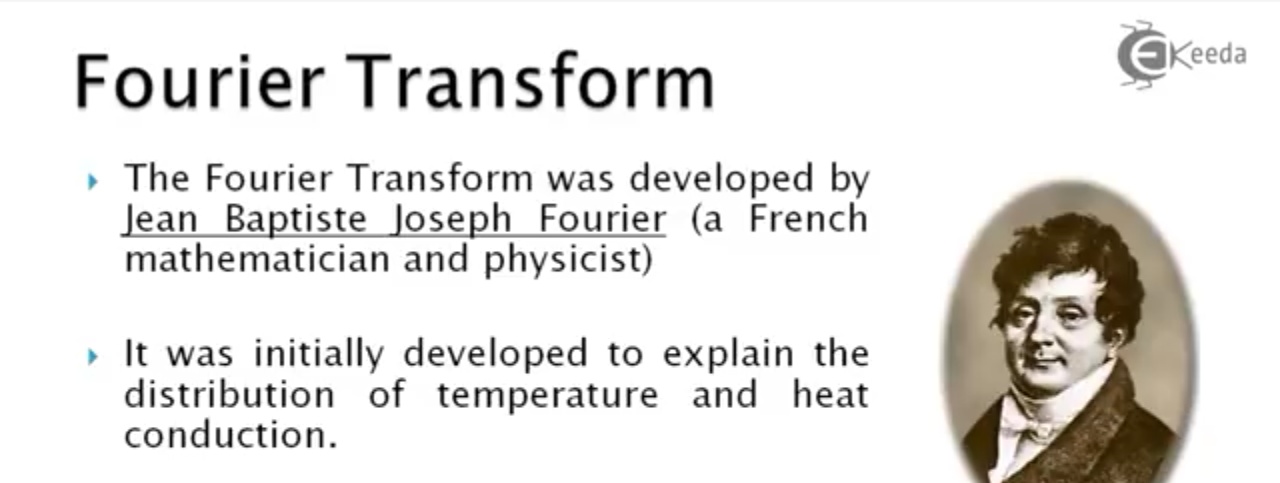 Fourier Transform
EKeeda
The Fourier Transform was developed by
Jean Baptiste Joseph Fourier (a French
mathematician and physicist)
It was initially developed to explain the
distribution of temperature and heat
conduction.